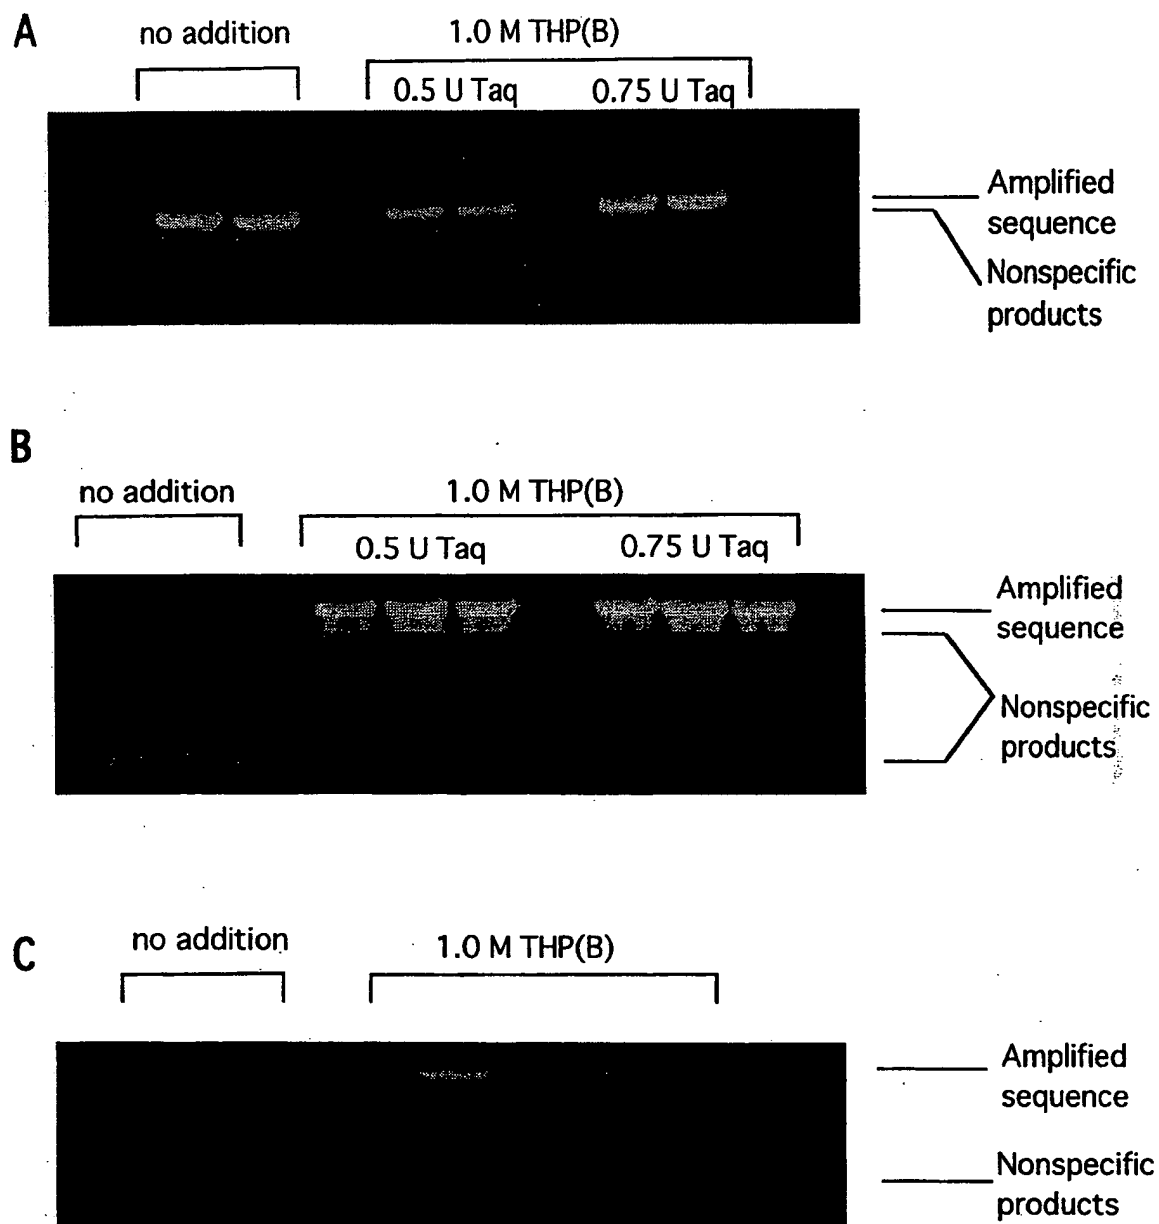 A
no addition
1.0 M THP(B)
0.5 U Taq
0.75 U Taq
Amplified
sequence
Nonspecific
products
B
no addition
1.0 M THP(B)
0.5 U Taq
0.75 U Taq
Amplified
sequence
Nonspecific
products
C
no addition
1.0 M THP(B)
Amplified
sequence
Nonspecific
products